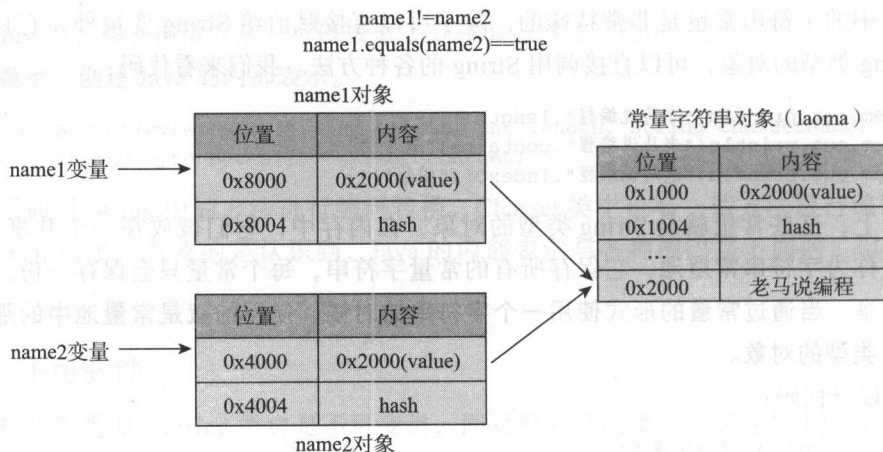 name1!=name2
name1.equals(name2)==true
name1对象
位置 内容
name1变量
0x8000 0x2000(value)
0x8004 hash
常量字符串对象（laoma）
位置 内容
0x1000 0x2000(value)
0x1004 hash
....
0x2000 老马说编程
位置 内容
name2变量
0x4000 0x2000(value)
0x4004 hash
name2对象